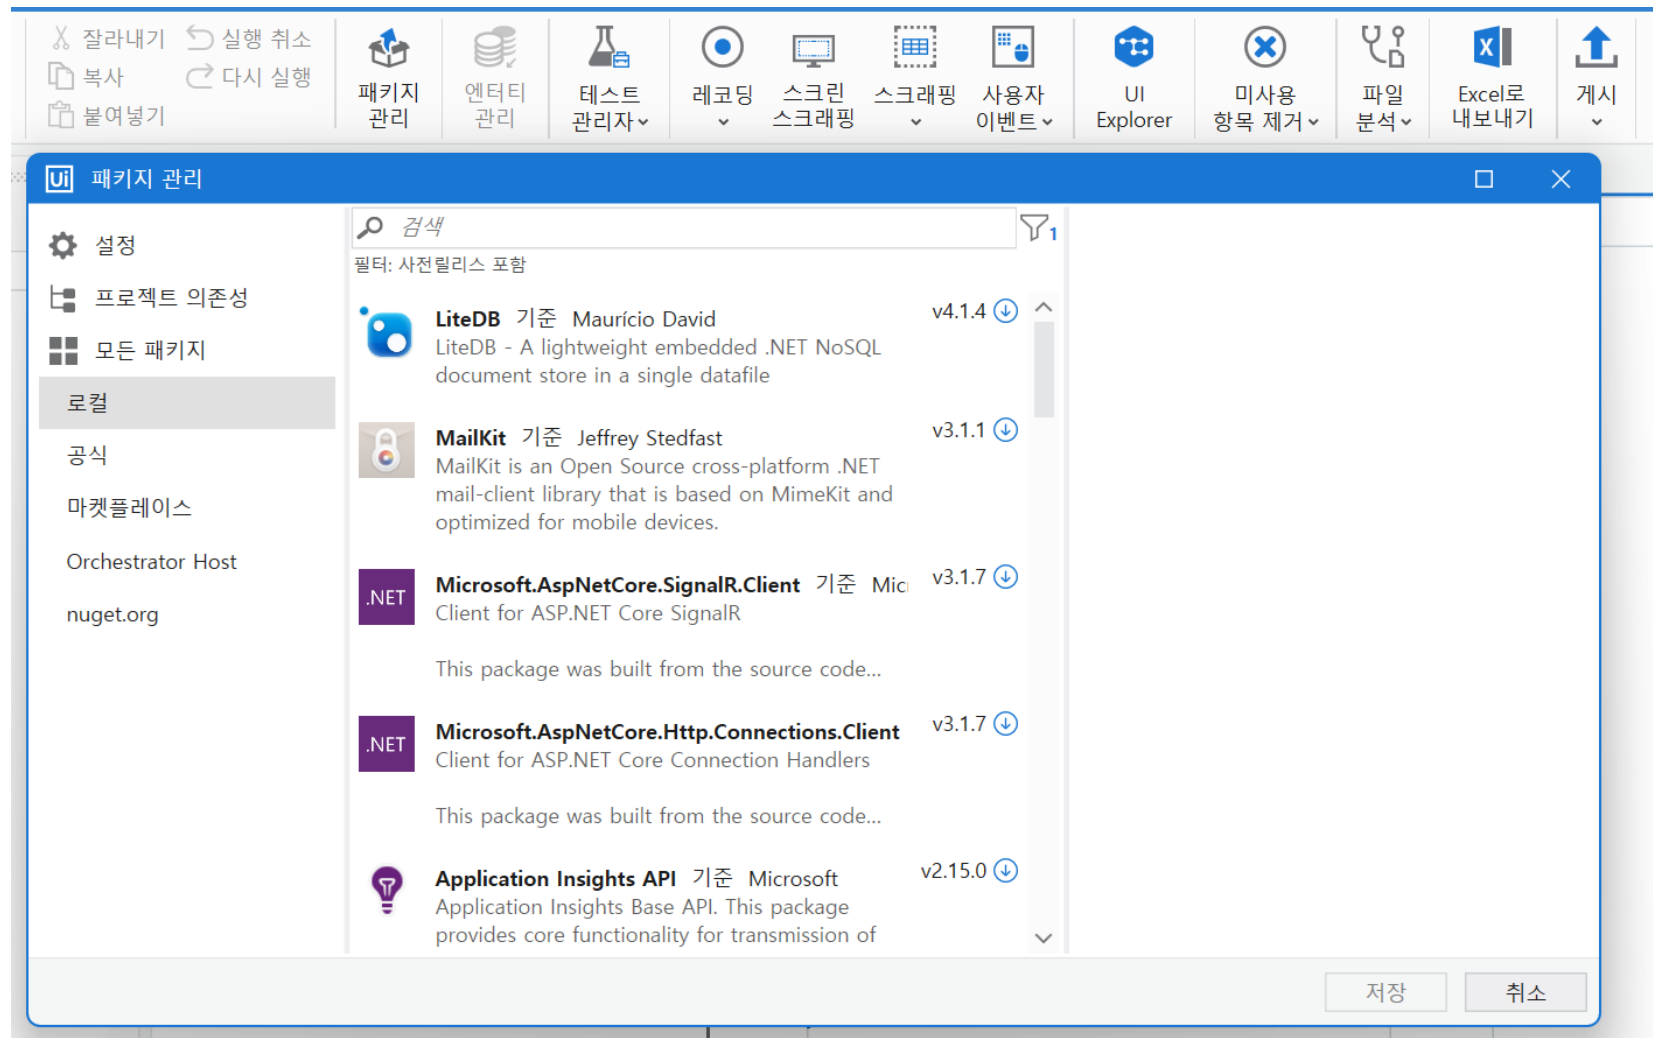 잘라내기
실행 취소
복사
다시 실행
붙여넣기
패키지
관리
엔터티
관리
테스트
관리자
레코딩
스크린
스크래핑
스크래핑
사용자
이벤트
UI
Explorer
미사용
항목 제거
파일
분석
Excel로
내보내기
게시
Ui 패키지 관리
설정
프로젝트 의존성
모든 패키지
로컬
공식
마켓플레이스
Orchestrator Host
nuget.org
검색
1
필터: 사전릴리스 포함
LiteDB 기준 Maurício David v4.1.4
LiteDB - A lightweight embedded .NET NoSQL
document store in a single datafile
MailKit 기준 Jeffrey Stedfast v3.1.1
MailKit is an Open Source cross-platform .NET
mail-client library that is based on MimeKit and
optimized for mobile devices.
.NET
Microsoft.AspNetCore.SignalR.Client 기준 Mic v3.1.7
Client for ASP.NET Core SignalR
This package was built from the source code...
.NET
Microsoft.AspNetCore.Http.Connections.Client v3.1.7
Client for ASP.NET Core Connection Handlers
This package was built from the source code...
Application Insights API 기준 Microsoft v2.15.0
Application Insights Base API. This package
provides core functionality for transmission of
저장
취소